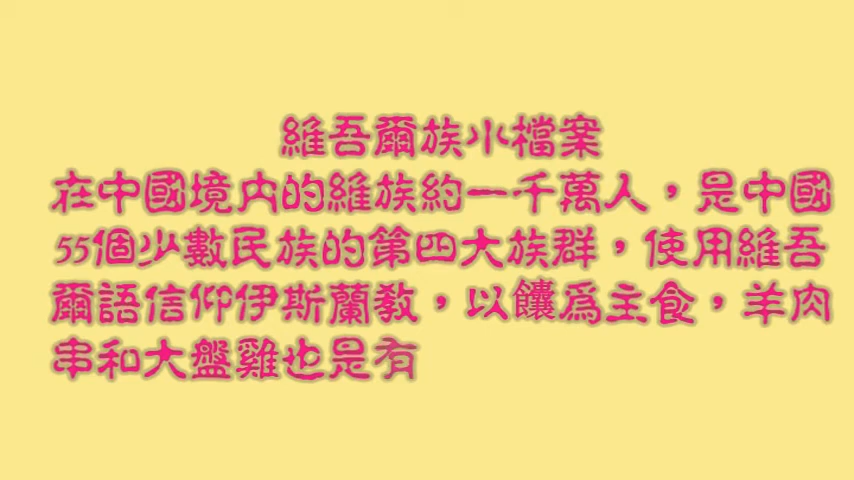 維吾爾族小檔案
在中國境內的維族約一千萬人，是中國
55個少數民族的第四大族群，使用維吾
爾語信仰伊斯蘭教，以饢為主食，羊肉
串和大盤雞也是有